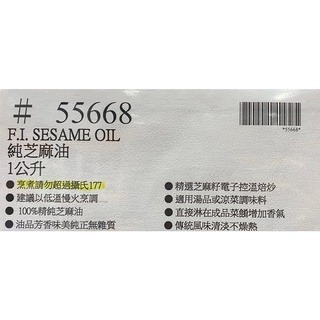 # 55668
*55668*
F.I. SESAME OIL
純芝麻油
1公升
● 烹煮請勿超過攝氏177
● 建議以低溫慢火烹調
● 100%精純芝麻油
● 油品芳香味美純正無雜質
● 精選芝麻籽電子控溫焙炒
● 適用湯品或涼菜調味料
● 直接淋在成品菜餚增加香氣
● 傳統風味清淡不燥熱